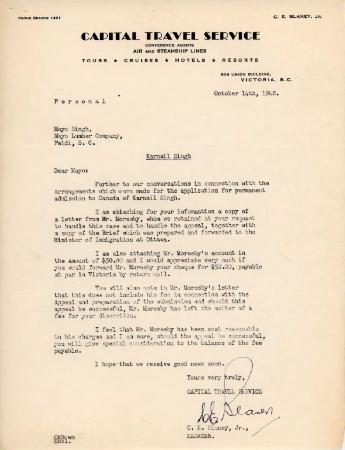 PHONE BEACON 1421
C. E. BLANEY, JR.
CAPITAL TRAVEL SERVICE
CONFERENCE AGENTS
AIR AND STEAMSHIP LINES
TOURS ★ CRUISES ★ HOTELS ★ RESORTS
UNION BUILDING,
VICTORIA, B.C.
October 14th, 1946.
Personal
Mayo Singh,
Mayo Lumber Company,
Paldi, B. C.
Karnail Singh
Dear Mayo:
Further to our conversations in connection with the
arrangements which were made for the application for permanent
admission to Canada of Karnail Singh.
I am attaching for your information a copy of
a letter from Mr. Moresby, whom we retained at your request
to handle this case and to handle the appeal, together with
a copy of the Brief which was prepared and forwarded to the
Minister of Immigration at Ottawa.
I am also attaching Mr. Moresby's account in
the amount of $50.00 and I would appreciate very much if
you would forward Mr. Moresby your cheque for $50.00, payable
at par in Victoria by return mail.
You will also note in Mr. Moresby's letter
that this does not include his fee in connection with the
appeal and preparation of the submission and should this
appeal be successful, Mr. Moresby has left the matter of a
fee for your discretion.
I feel that Mr. Moresby has been most reasonable
in his charges and I am sure, should the appeal be successful,
you will give special consideration to the balance of the fee
payable.
I hope that we receive good news soon.
Yours very truly,
CAPITAL TRAVEL SERVICE
C E Blaney
C. E. Blaney, Jr.,
MANAGER.
Encl.